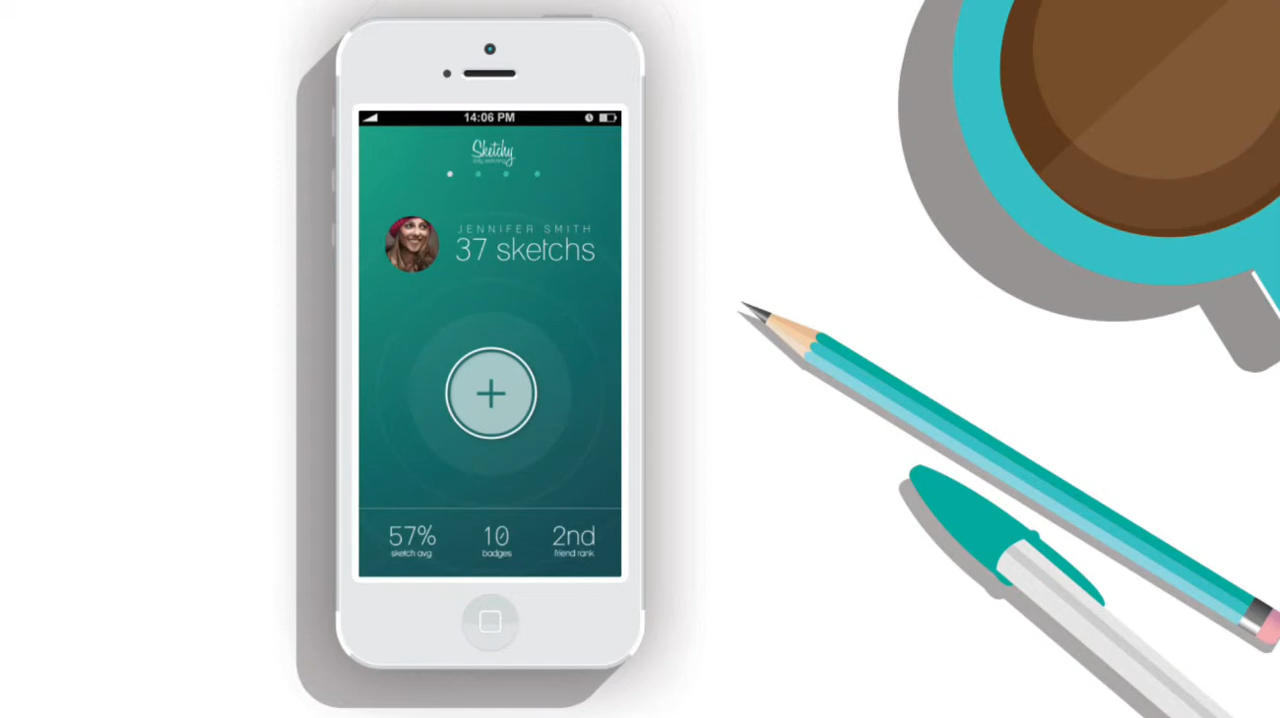 14:06 PM
Sketchy
JENNIFER SMITH
37 sketchs
+
57% 10 2nd
sketch avg badges friend rank